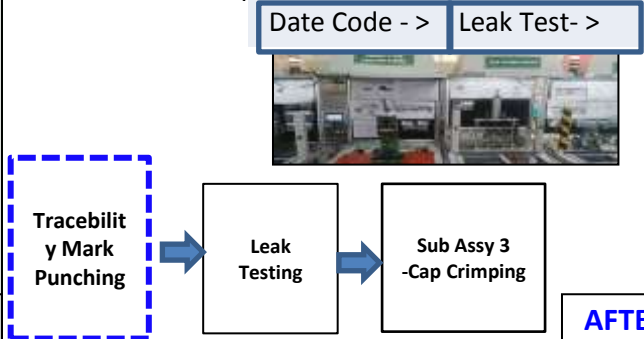 Date Code - > Leak Test- >
Tracebilit
y Mark
Punching
Leak
Testing
Sub Assy 3
-Cap Crimping
AFTE